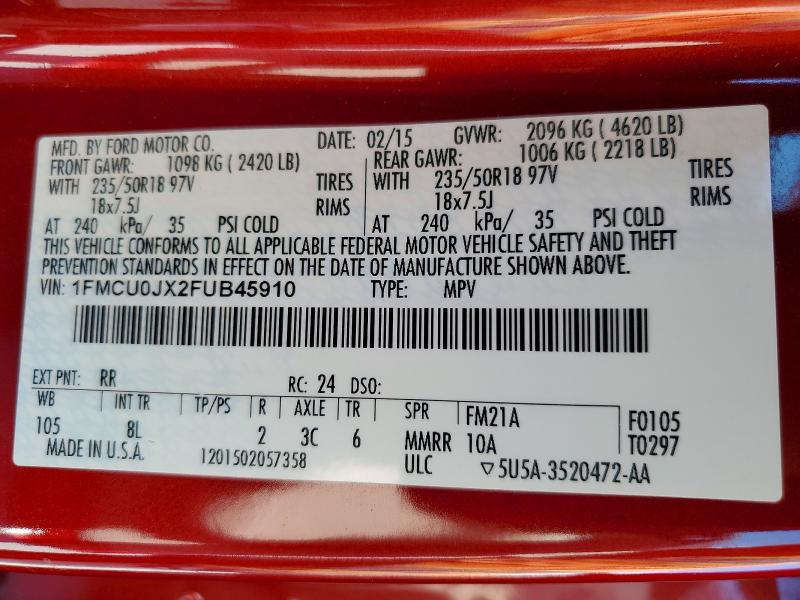 MFD. BY FORD MOTOR CO. DATE: 02/15 GVWR: 2096 KG ( 4620 LB)
FRONT GAWR: 1098 KG ( 2420 LB) REAR GAWR: 1006 KG ( 2218 LB)
WITH 235/50R18 97V TIRES WITH 235/50R18 97V TIRES
18x7.5J RIMS 18x7.5J RIMS
AT 240 kPa/ 35 PSI COLD AT 240 kPa/ 35 PSI COLD
THIS VEHICLE CONFORMS TO ALL APPLICABLE FEDERAL MOTOR VEHICLE SAFETY AND THEFT
PREVENTION STANDARDS IN EFFECT ON THE DATE OF MANUFACTURE SHOWN ABOVE.
VIN: 1FMCU0JX2FUB45910 TYPE: MPV
EXT PNT: RR RC: 24 DSO:
WB INT TR TP/PS R AXLE TR SPR FM21A F0105
105 8L 2 3C 6 MMRR 10A T0297
MADE IN U.S.A. 1201502057358 ULC ▽5U5A-3520472-AA